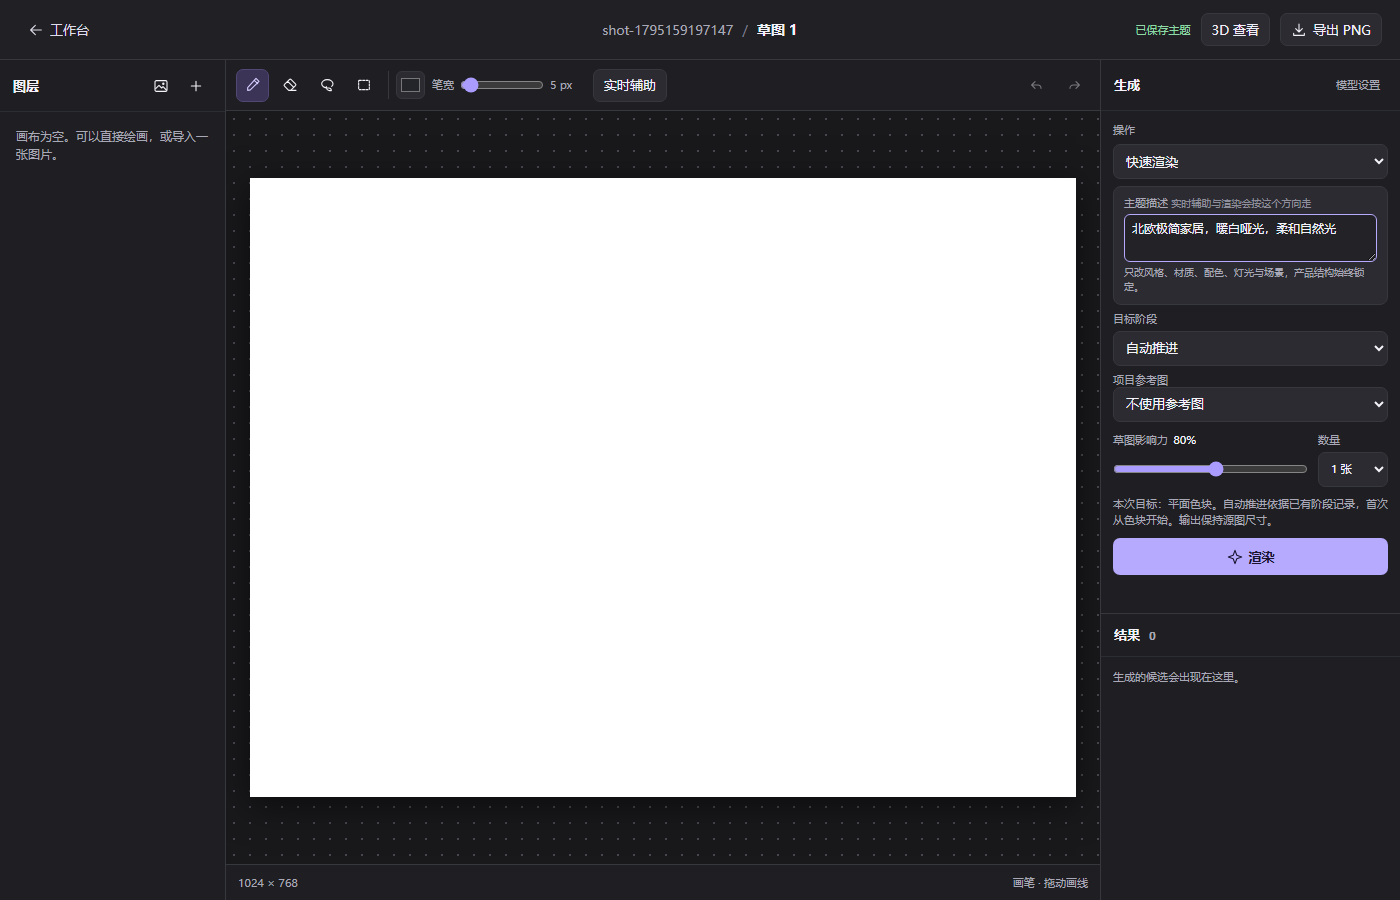 工作台
shot-1795159197147 / 草图 1
已保存主题
3D 查看
导出 PNG
图层
笔宽
5 px
实时辅助
生成
模型设置
画布为空。可以直接绘画，或导入一
张图片。
操作
快速渲染
主题描述 实时辅助与渲染会按这个方向走
北欧极简家居，暖白哑光，柔和自然光
只改风格、材质、配色、灯光与场景，产品结构始终锁
定。
目标阶段
自动推进
项目参考图
不使用参考图
草图影响力 80%
数量
1 张
本次目标：平面色块。自动推进依据已有阶段记录，首次
从色块开始。输出保持源图尺寸。
渲染
结果 0
生成的候选会出现在这里。
1024 × 768
画笔 · 拖动画线